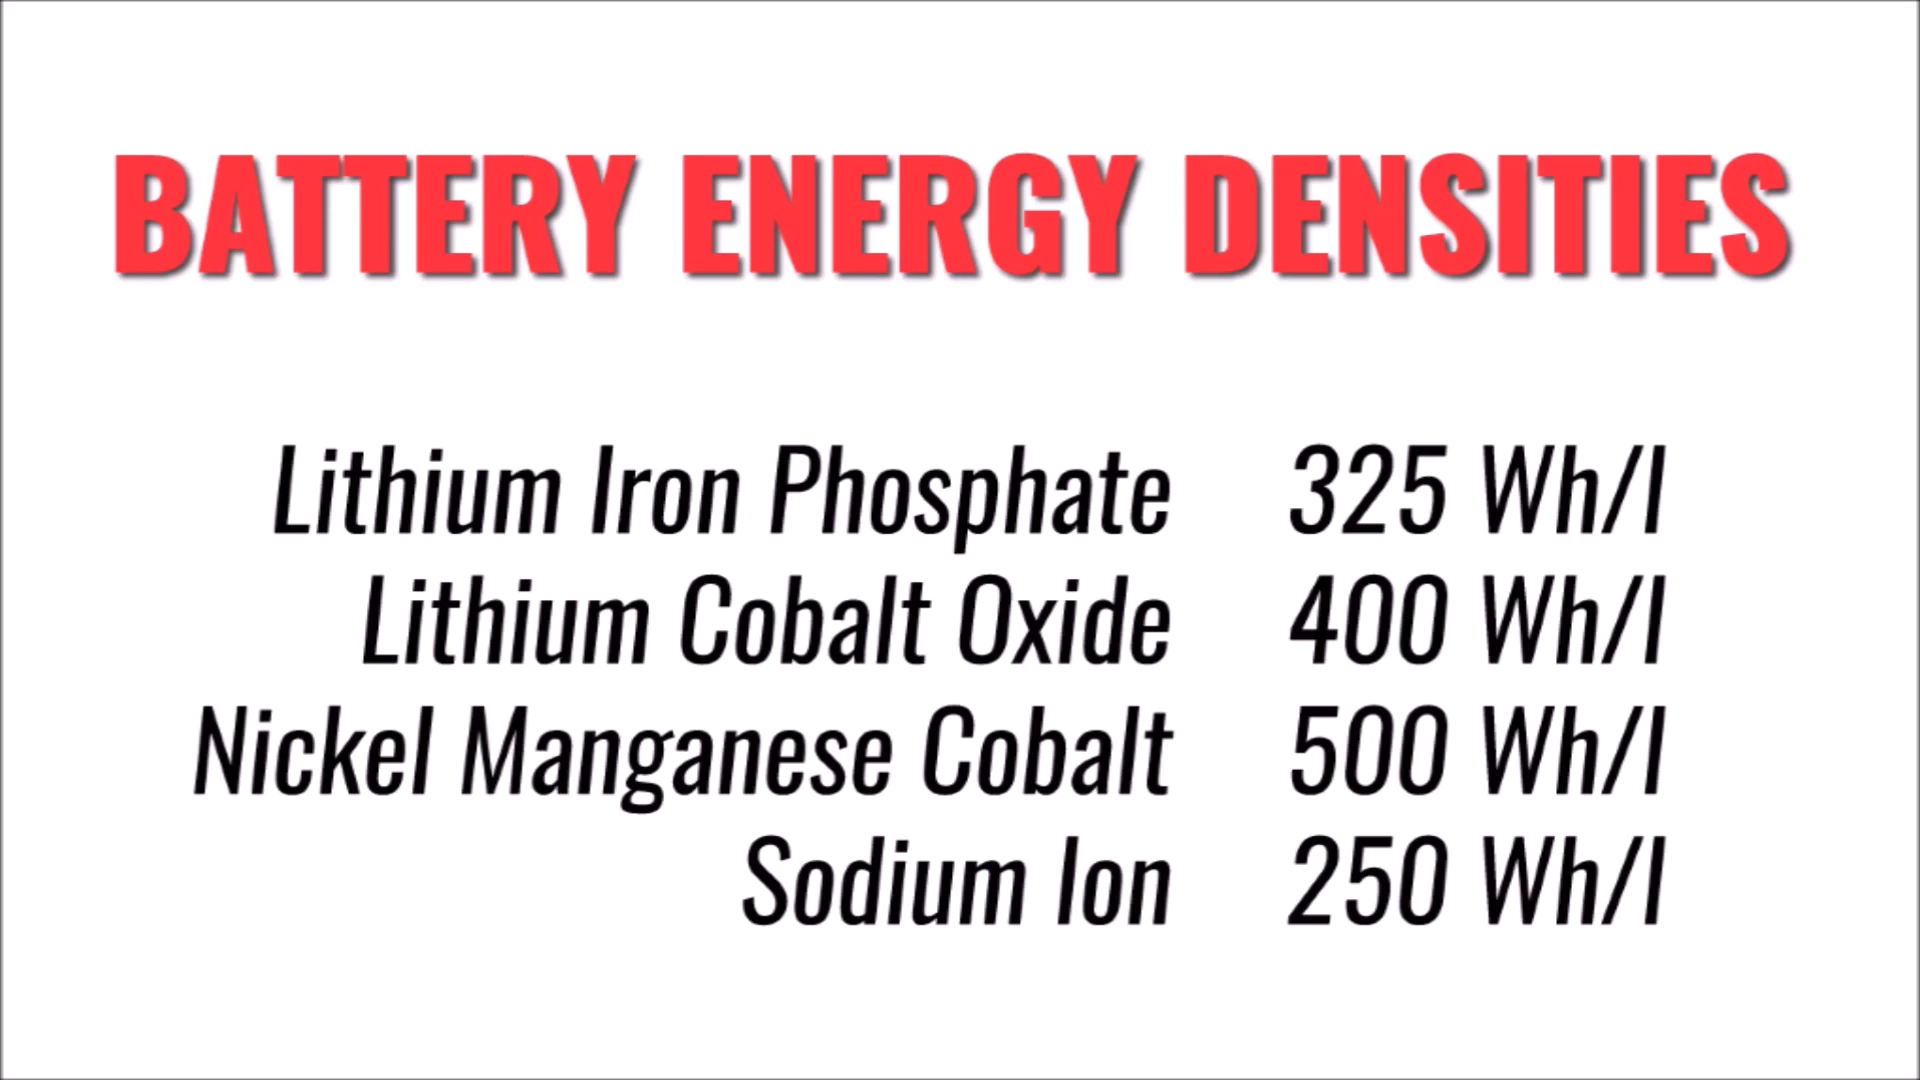 BATTERY ENERGY DENSITIES
Lithium Iron Phosphate 325 Wh/l
Lithium Cobalt Oxide 400 Wh/l
Nickel Manganese Cobalt 500 Wh/l
Sodium Ion 250 Wh/l